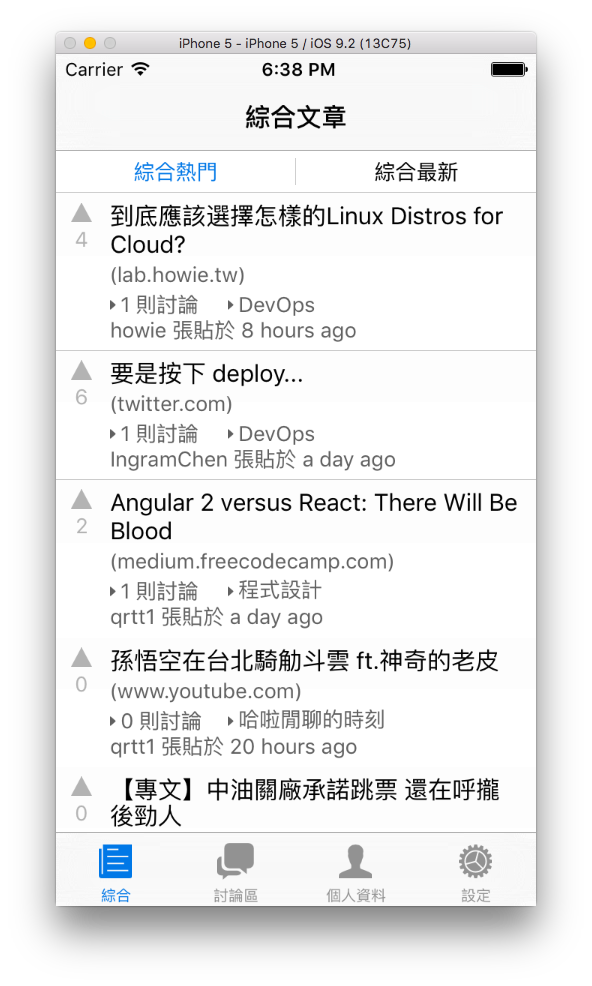 iPhone 5 - iPhone 5 / iOS 9.2 (13C75)
Carrier 6:38 PM
綜合文章
綜合熱門 綜合最新
到底應該選擇怎樣的Linux Distros for
4 Cloud?
(lab.howie.tw)
1 則討論 DevOps
howie 張貼於 8 hours ago
要是按下 deploy...
6 (twitter.com)
1 則討論 DevOps
IngramChen 張貼於 a day ago
Angular 2 versus React: There Will Be
2 Blood
(medium.freecodecamp.com)
1 則討論 程式設計
qrtt1 張貼於 a day ago
孫悟空在台北騎觔斗雲 ft.神奇的老皮
0 (www.youtube.com)
0 則討論 哈啦閒聊的時刻
qrtt1 張貼於 20 hours ago
【專文】中油關廠承諾跳票 還在呼攏
0 後勁人
綜合 討論區 個人資料 設定